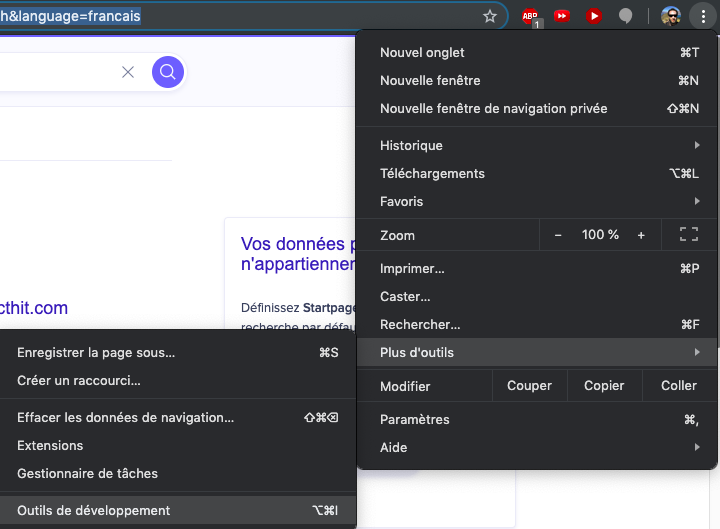 h&language=francais
ABP
1
Nouvel onglet ⌘T
Nouvelle fenêtre ⌘N
Nouvelle fenêtre de navigation privée ⇧⌘N
Historique
Téléchargements ⌥⌘L
Favoris
Zoom − 100 % +
Imprimer... ⌘P
Caster...
Rechercher... ⌘F
Plus d'outils
Modifier Couper Copier Coller
Paramètres ⌘,
Aide
Vos données p
n'appartiennen
Définissez Startpage
recherche par défau
cthit.com
Enregistrer la page sous... ⌘S
Créer un raccourci...
Effacer les données de navigation... ⇧⌘⌫
Extensions
Gestionnaire de tâches
Outils de développement ⌥⌘I